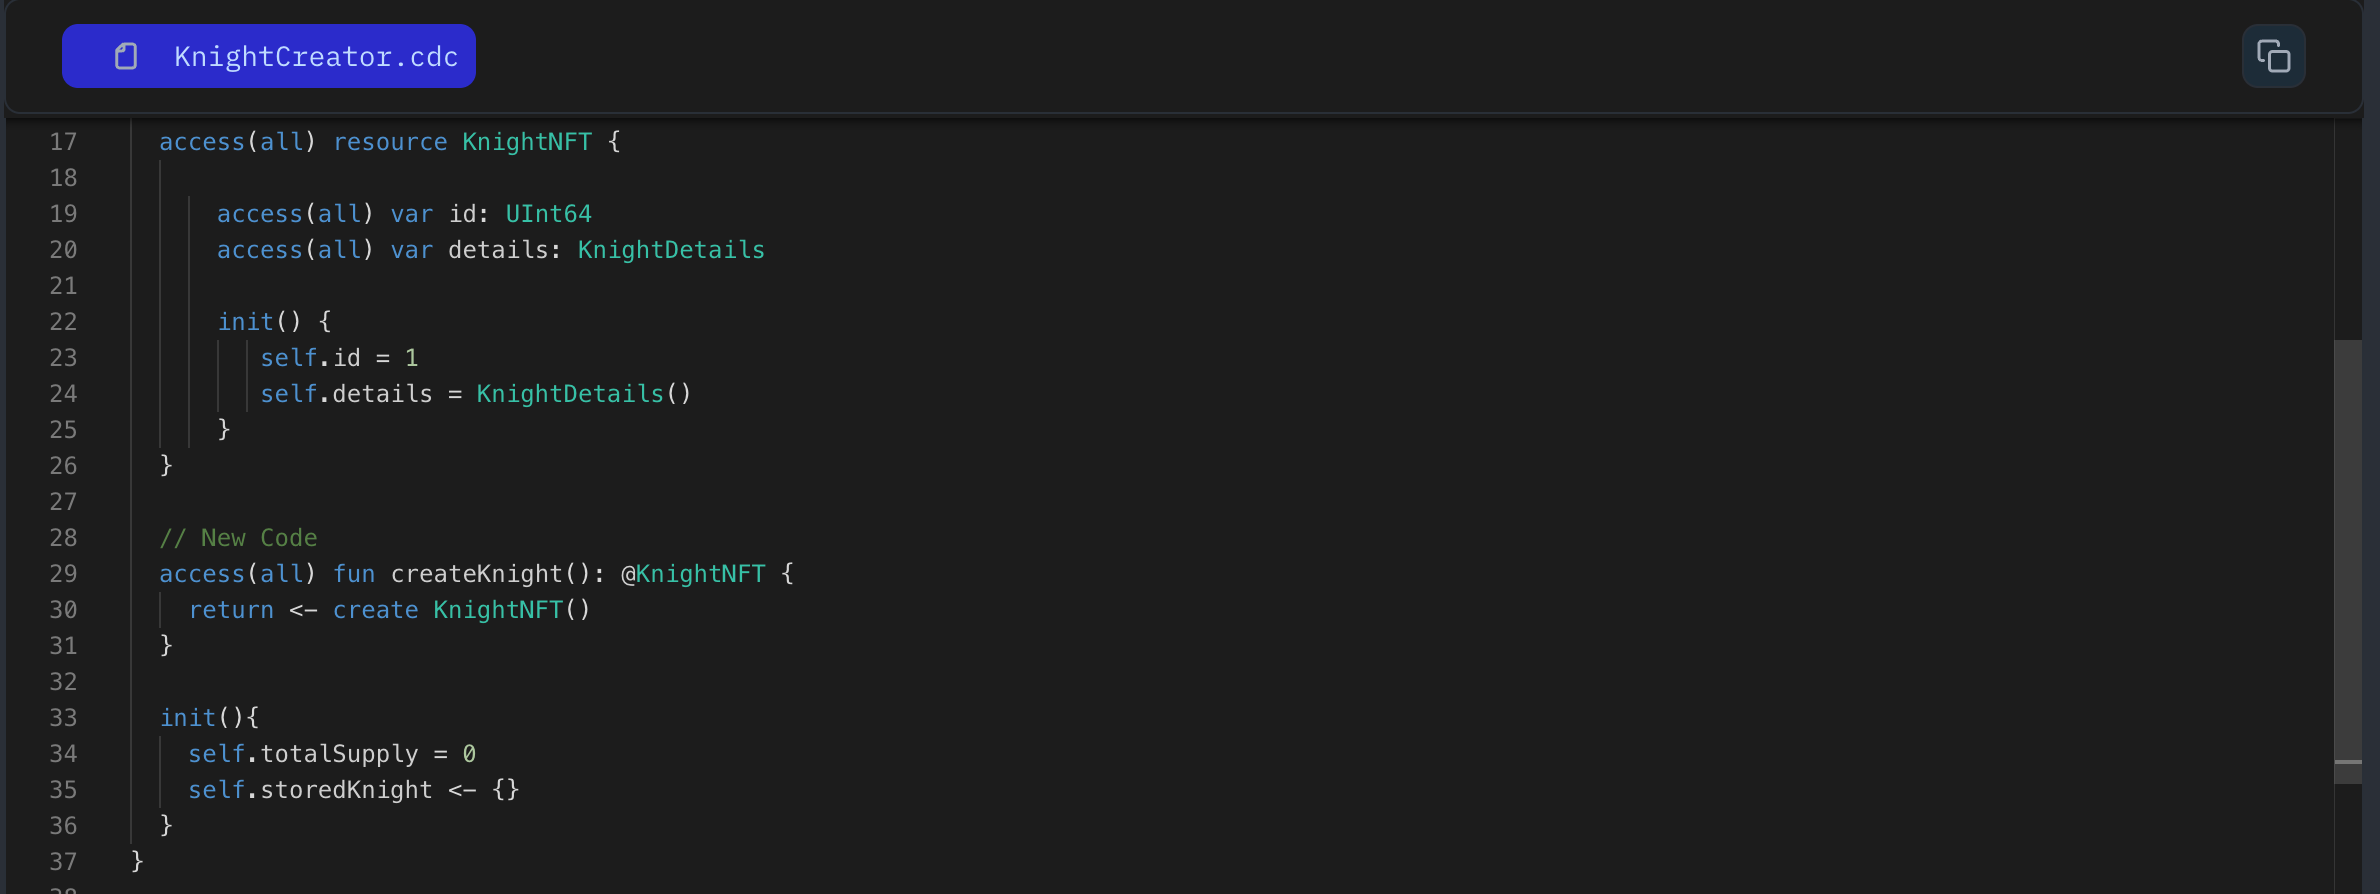 KnightCreator.cdc
17 access(all) resource KnightNFT {
18
19 access(all) var id: UInt64
20 access(all) var details: KnightDetails
21
22 init() {
23 self.id = 1
24 self.details = KnightDetails()
25 }
26 }
27
28 // New Code
29 access(all) fun createKnight(): @KnightNFT {
30 return <- create KnightNFT()
31 }
32
33 init(){
34 self.totalSupply = 0
35 self.storedKnight <- {}
36 }
37 }